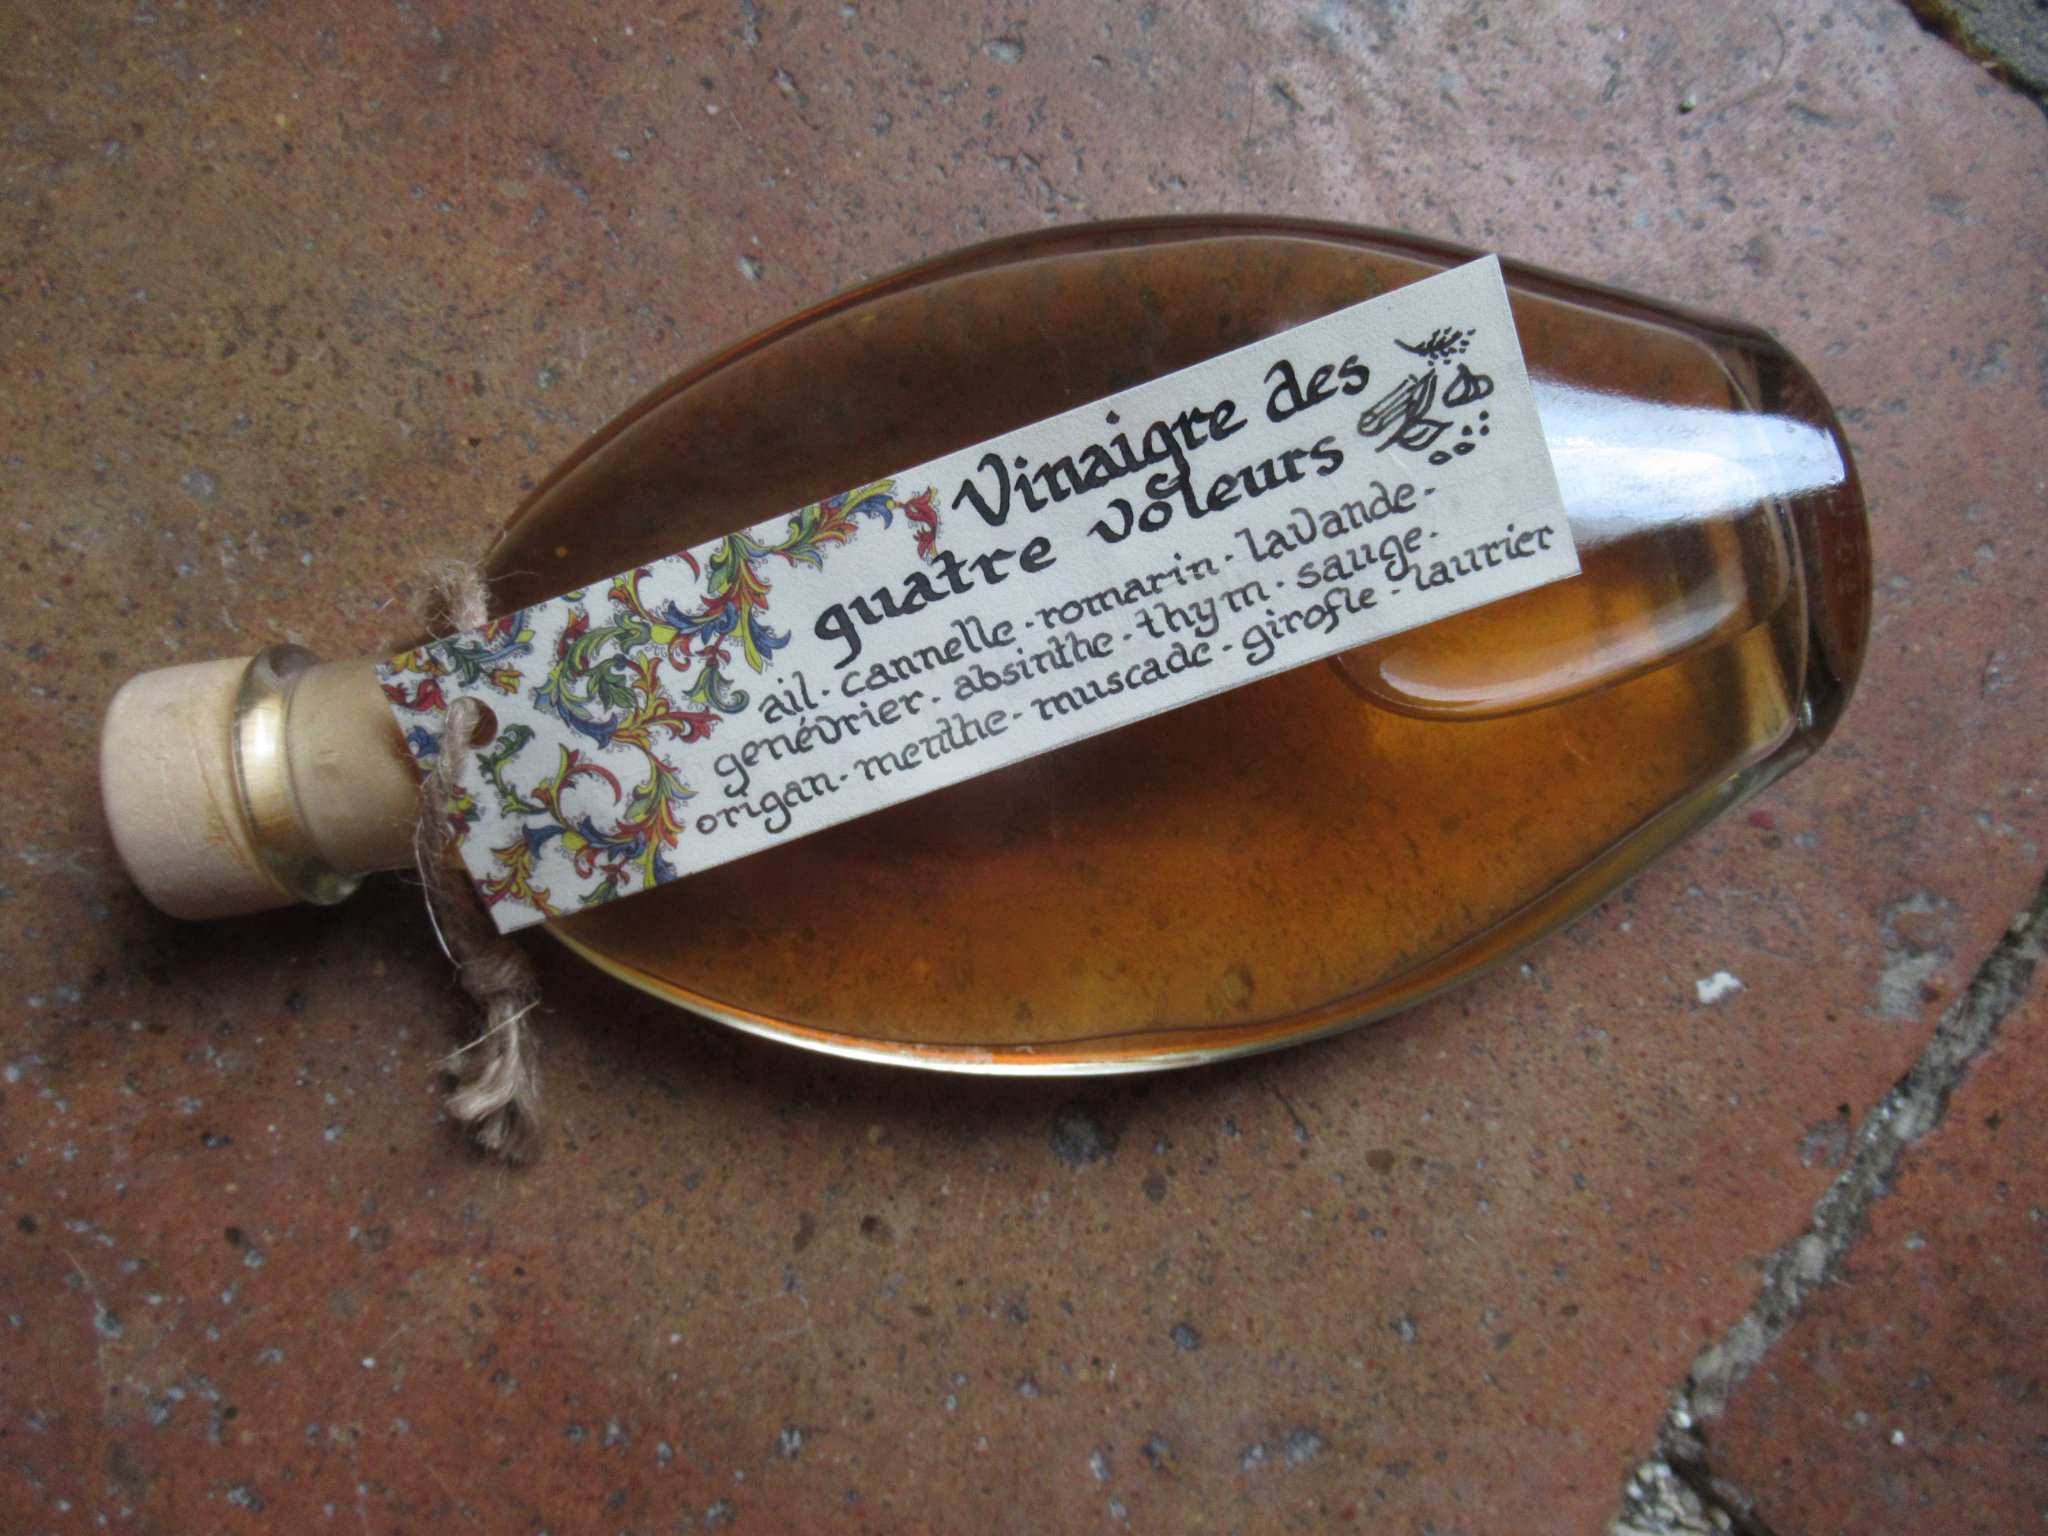 Vinaigre des
quatre voleurs
ail · cannelle · romarin · lavande ·
genévrier · absinthe · thym · sauge ·
origan · menthe · muscade · girofle · laurier